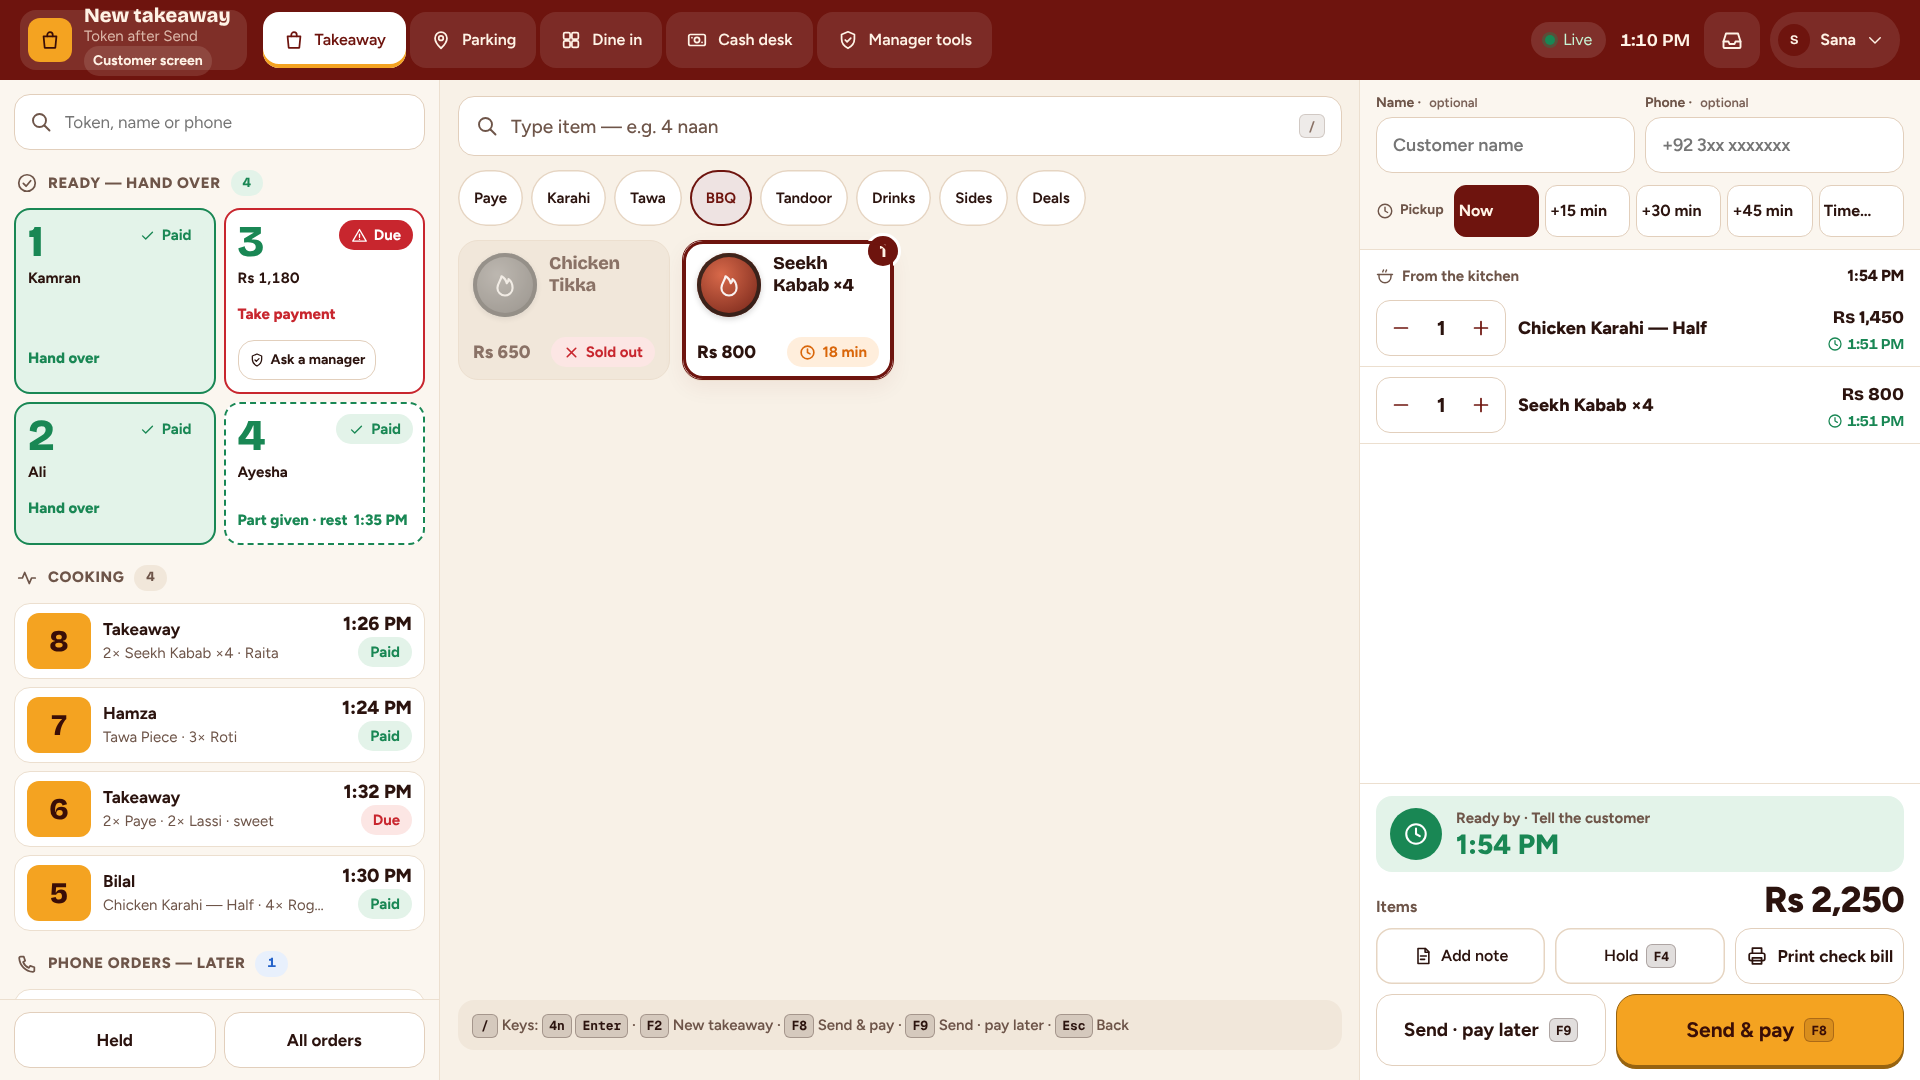 New takeaway
Token after Send
Customer screen
Takeaway
Parking
Dine in
Cash desk
Manager tools
Live
1:10 PM
S
Sana
Token, name or phone
READY — HAND OVER 4
1
Paid
Kamran
Hand over
3
Due
Rs 1,180
Take payment
Ask a manager
2
Paid
Ali
Hand over
4
Paid
Ayesha
Part given · rest 1:35 PM
COOKING 4
8
Takeaway
2× Seekh Kabab ×4 · Raita
1:26 PM
Paid
7
Hamza
Tawa Piece · 3× Roti
1:24 PM
Paid
6
Takeaway
2× Paye · 2× Lassi · sweet
1:32 PM
Due
5
Bilal
Chicken Karahi — Half · 4× Rog...
1:30 PM
Paid
PHONE ORDERS — LATER 1
Held
All orders
Type item — e.g. 4 naan
/
Paye
Karahi
Tawa
BBQ
Tandoor
Drinks
Sides
Deals
Chicken
Tikka
Rs 650
Sold out
Seekh
Kabab ×4
1
Rs 800
18 min
/ Keys: 4n Enter · F2 New takeaway · F8 Send & pay · F9 Send · pay later · Esc Back
Name · optional
Phone · optional
Customer name
+92 3xx xxxxxxx
Pickup
Now
+15 min
+30 min
+45 min
Time...
From the kitchen
1:54 PM
1
Chicken Karahi — Half
Rs 1,450
1:51 PM
1
Seekh Kabab ×4
Rs 800
1:51 PM
Ready by · Tell the customer
1:54 PM
Items
Rs 2,250
Add note
Hold F4
Print check bill
Send · pay later F9
Send & pay F8